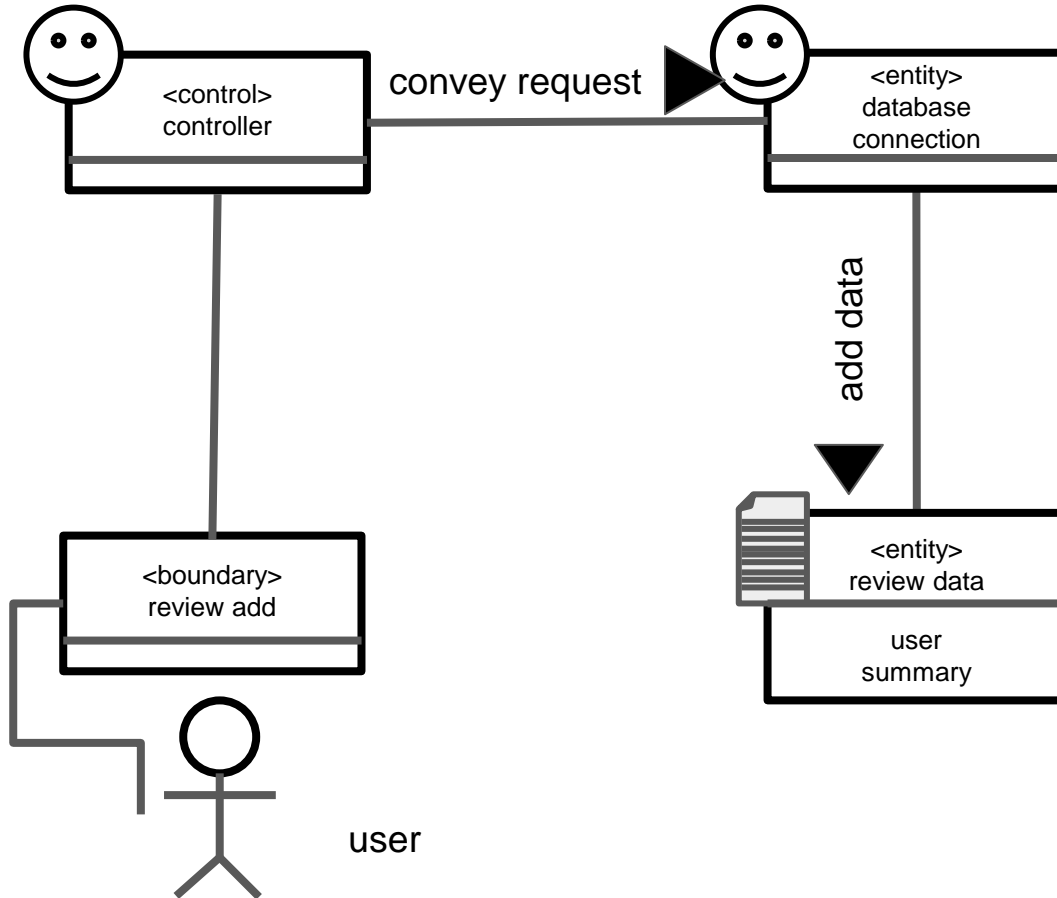 <control>
controller
convey request
<entity>
database
connection
add data
<boundary>
review add
<entity>
review data
user
summary
user